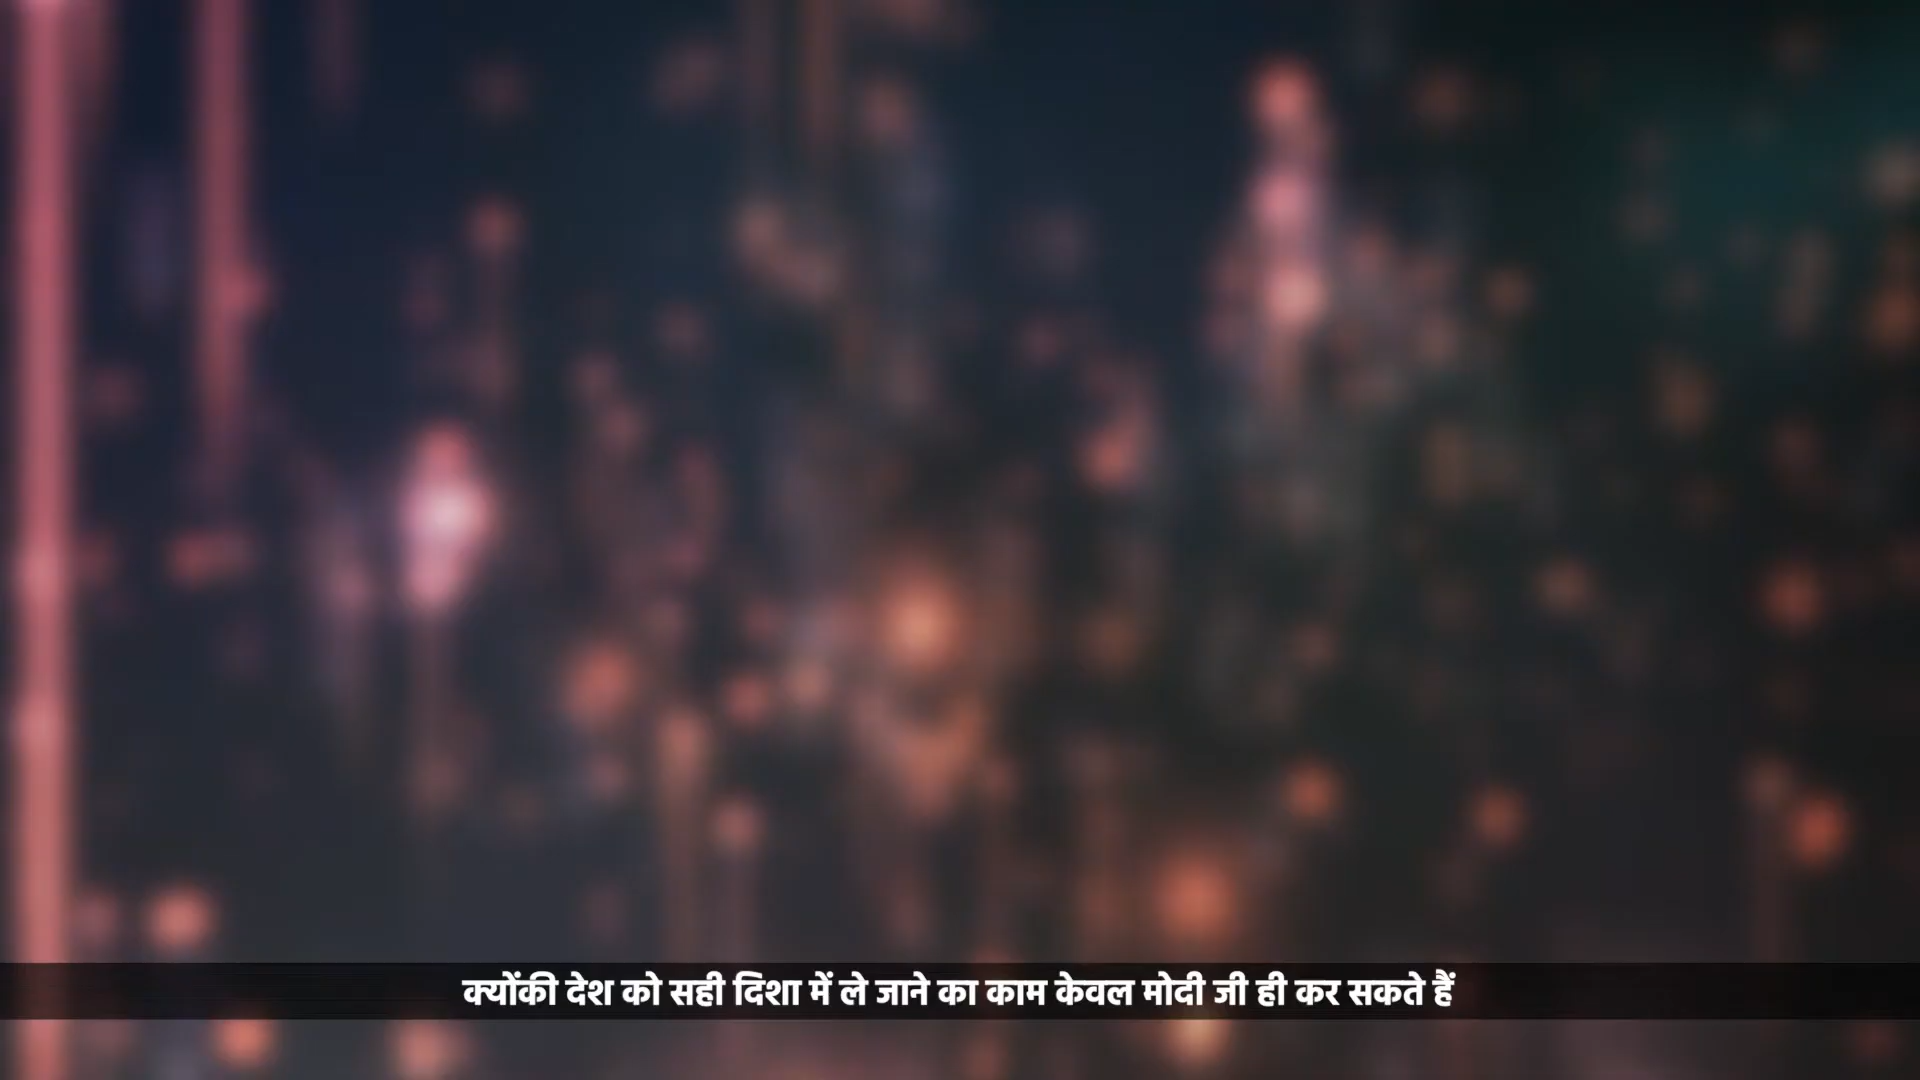 क्योंकी देश को सही दिशा में ले जाने का काम केवल मोदी जी ही कर सकते हैं